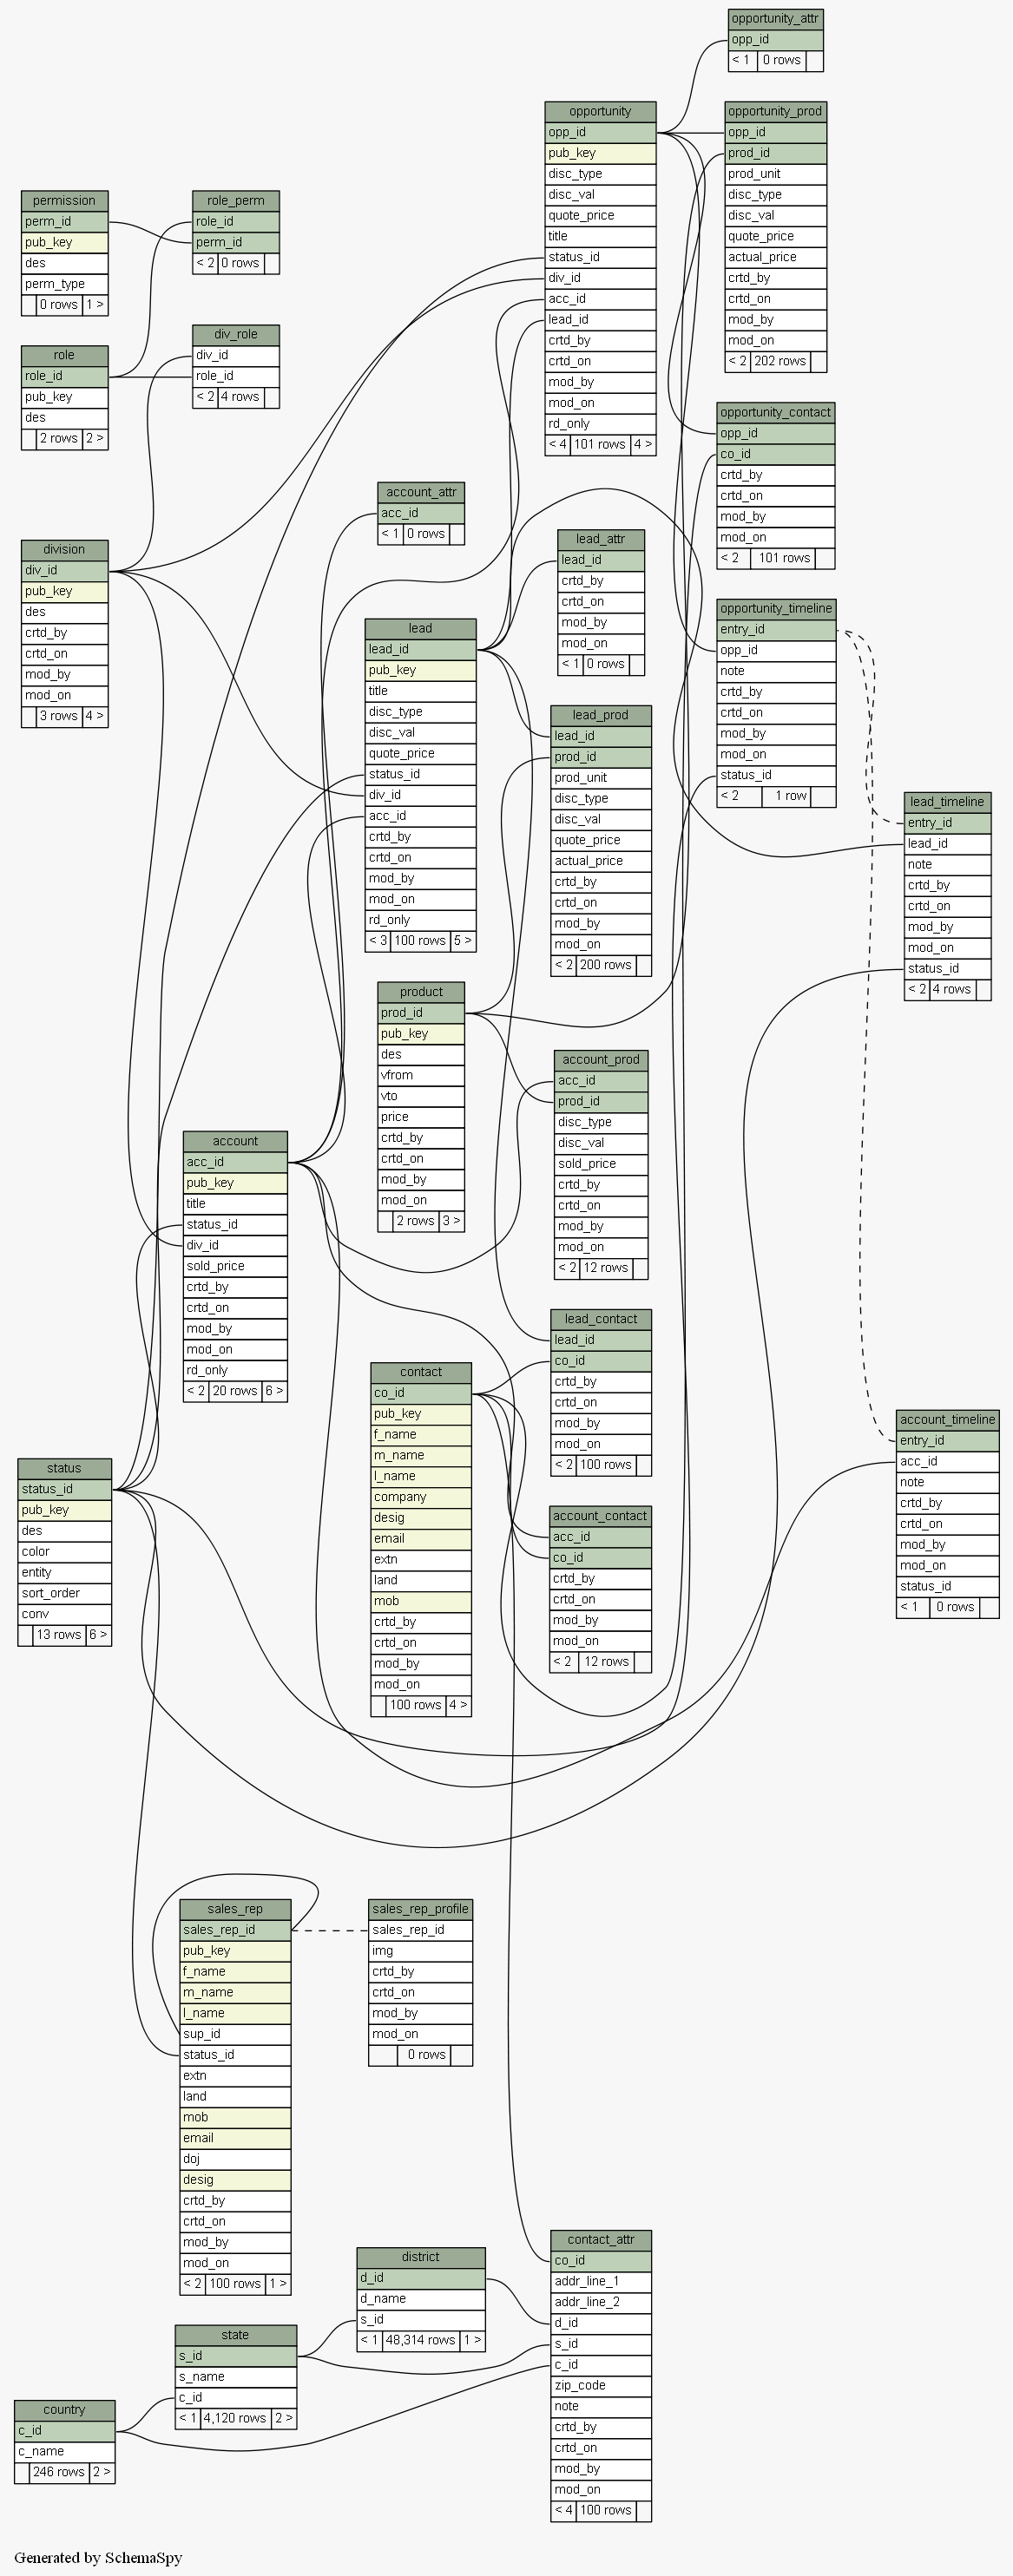 opportunity_attr
opp_id
< 1 0 rows
opportunity
opp_id
pub_key
disc_type
disc_val
quote_price
title
status_id
div_id
acc_id
lead_id
crtd_by
crtd_on
mod_by
mod_on
rd_only
< 4 101 rows 4 >
opportunity_prod
opp_id
prod_id
prod_unit
disc_type
disc_val
quote_price
actual_price
crtd_by
crtd_on
mod_by
mod_on
< 2 202 rows
permission
perm_id
pub_key
des
perm_type
0 rows 1 >
role_perm
role_id
perm_id
< 2 0 rows
role
role_id
pub_key
des
2 rows 2 >
div_role
div_id
role_id
< 2 4 rows
opportunity_contact
opp_id
co_id
crtd_by
crtd_on
mod_by
mod_on
< 2 101 rows
account_attr
acc_id
< 1 0 rows
division
div_id
pub_key
des
crtd_by
crtd_on
mod_by
mod_on
3 rows 4 >
lead_attr
lead_id
crtd_by
crtd_on
mod_by
mod_on
< 1 0 rows
opportunity_timeline
entry_id
opp_id
note
crtd_by
crtd_on
mod_by
mod_on
status_id
< 2 1 row
lead
lead_id
pub_key
title
disc_type
disc_val
quote_price
status_id
div_id
acc_id
crtd_by
crtd_on
mod_by
mod_on
rd_only
< 3 100 rows 5 >
lead_prod
lead_id
prod_id
prod_unit
disc_type
disc_val
quote_price
actual_price
crtd_by
crtd_on
mod_by
mod_on
< 2 200 rows
lead_timeline
entry_id
lead_id
note
crtd_by
crtd_on
mod_by
mod_on
status_id
< 2 4 rows
product
prod_id
pub_key
des
vfrom
vto
price
crtd_by
crtd_on
mod_by
mod_on
2 rows 3 >
account_prod
acc_id
prod_id
disc_type
disc_val
sold_price
crtd_by
crtd_on
mod_by
mod_on
< 2 12 rows
account
acc_id
pub_key
title
status_id
div_id
sold_price
crtd_by
crtd_on
mod_by
mod_on
rd_only
< 2 20 rows 6 >
lead_contact
lead_id
co_id
crtd_by
crtd_on
mod_by
mod_on
< 2 100 rows
contact
co_id
pub_key
f_name
m_name
l_name
company
desig
email
extn
land
mob
crtd_by
crtd_on
mod_by
mod_on
100 rows 4 >
account_timeline
entry_id
acc_id
note
crtd_by
crtd_on
mod_by
mod_on
status_id
< 1 0 rows
status
status_id
pub_key
des
color
entity
sort_order
conv
13 rows 6 >
account_contact
acc_id
co_id
crtd_by
crtd_on
mod_by
mod_on
< 2 12 rows
sales_rep
sales_rep_id
pub_key
f_name
m_name
l_name
sup_id
status_id
extn
land
mob
email
doj
desig
crtd_by
crtd_on
mod_by
mod_on
< 2 100 rows 1 >
sales_rep_profile
sales_rep_id
img
crtd_by
crtd_on
mod_by
mod_on
0 rows
contact_attr
co_id
addr_line_1
addr_line_2
d_id
s_id
c_id
zip_code
note
crtd_by
crtd_on
mod_by
mod_on
< 4 100 rows
district
d_id
d_name
s_id
< 1 48,314 rows 1 >
state
s_id
s_name
c_id
< 1 4,120 rows 2 >
country
c_id
c_name
246 rows 2 >
Generated by SchemaSpy